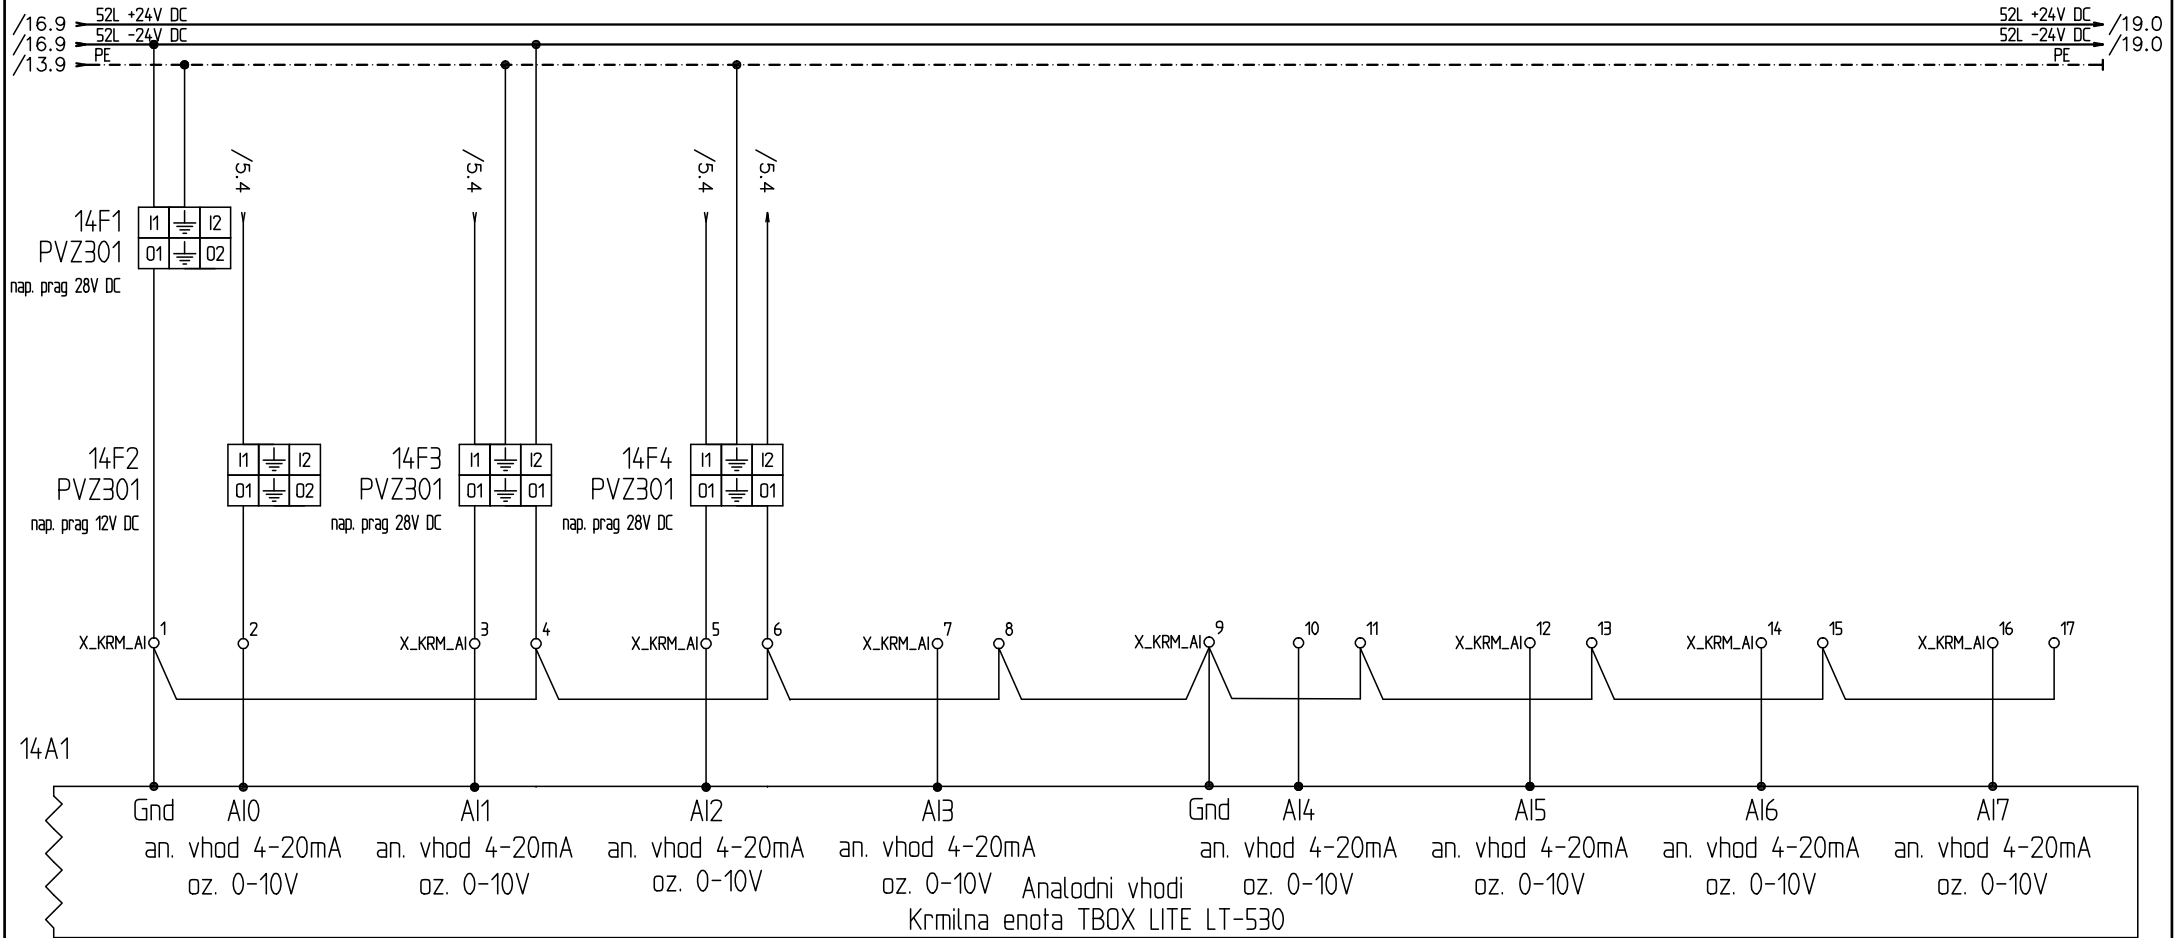 /16.9 52L +24V DC 52L +24V DC /19.0
/16.9 52L -24V DC 52L -24V DC /19.0
/13.9 PE PE
/5.4 /5.4 /5.4 /5.4
14F1 I1 I2
PVZ301 O1 O2
nap. prag 28V DC
14F2 I1 I2 14F3 I1 I2 14F4 I1 I2
PVZ301 O1 O2 PVZ301 O1 O1 PVZ301 O1 O1
nap. prag 12V DC nap. prag 28V DC nap. prag 28V DC
X_KRM_AI 1 2 X_KRM_AI 3 4 X_KRM_AI 5 6 X_KRM_AI 7 8 X_KRM_AI 9 10 11 X_KRM_AI 12 13 X_KRM_AI 14 15 X_KRM_AI 16 17
14A1
Gnd AI0 AI1 AI2 AI3 Gnd AI4 AI5 AI6 AI7
an. vhod 4-20mA an. vhod 4-20mA an. vhod 4-20mA an. vhod 4-20mA an. vhod 4-20mA an. vhod 4-20mA an. vhod 4-20mA an. vhod 4-20mA
oz. 0-10V oz. 0-10V oz. 0-10V oz. 0-10V oz. 0-10V oz. 0-10V oz. 0-10V oz. 0-10V
Analodni vhodi
Krmilna enota TBOX LITE LT-530